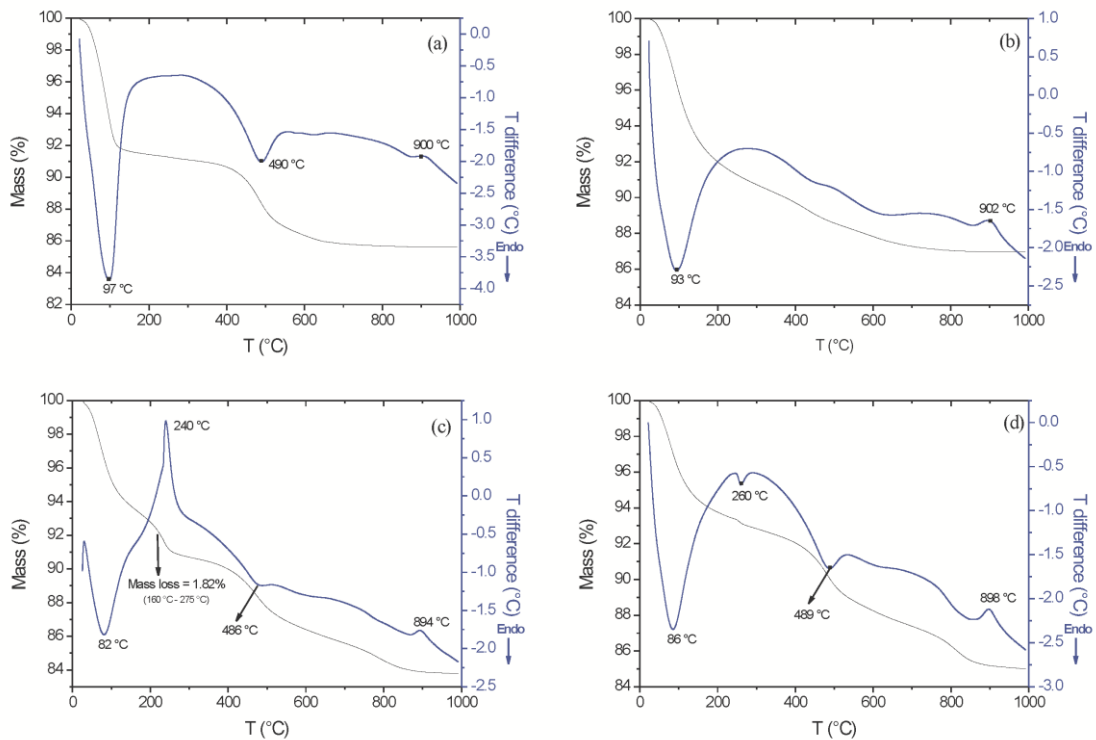 (a)
100
98
96
94
92
90
88
86
84
82
Mass (%)
0 200 400 600 800 1000
T (°C)
0.0
-0.5
-1.0
-1.5
-2.0
-2.5
-3.0
-3.5
-4.0
T difference (°C)
Endo
97 °C
490 °C
900 °C
(b)
100
98
96
94
92
90
88
86
84
Mass (%)
0 200 400 600 800 1000
T (°C)
1.0
0.5
0.0
-0.5
-1.0
-1.5
-2.0
-2.5
T difference (°C)
Endo
93 °C
902 °C
(c)
100
98
96
94
92
90
88
86
84
Mass (%)
0 200 400 600 800 1000
T (°C)
1.0
0.5
0.0
-0.5
-1.0
-1.5
-2.0
-2.5
T difference (°C)
Endo
240 °C
Mass loss = 1.82%
(160 °C - 275 °C)
82 °C
486 °C
894 °C
(d)
100
98
96
94
92
90
88
86
84
Mass (%)
0 200 400 600 800 1000
T (°C)
0.0
-0.5
-1.0
-1.5
-2.0
-2.5
-3.0
T difference (°C)
Endo
260 °C
86 °C
489 °C
898 °C